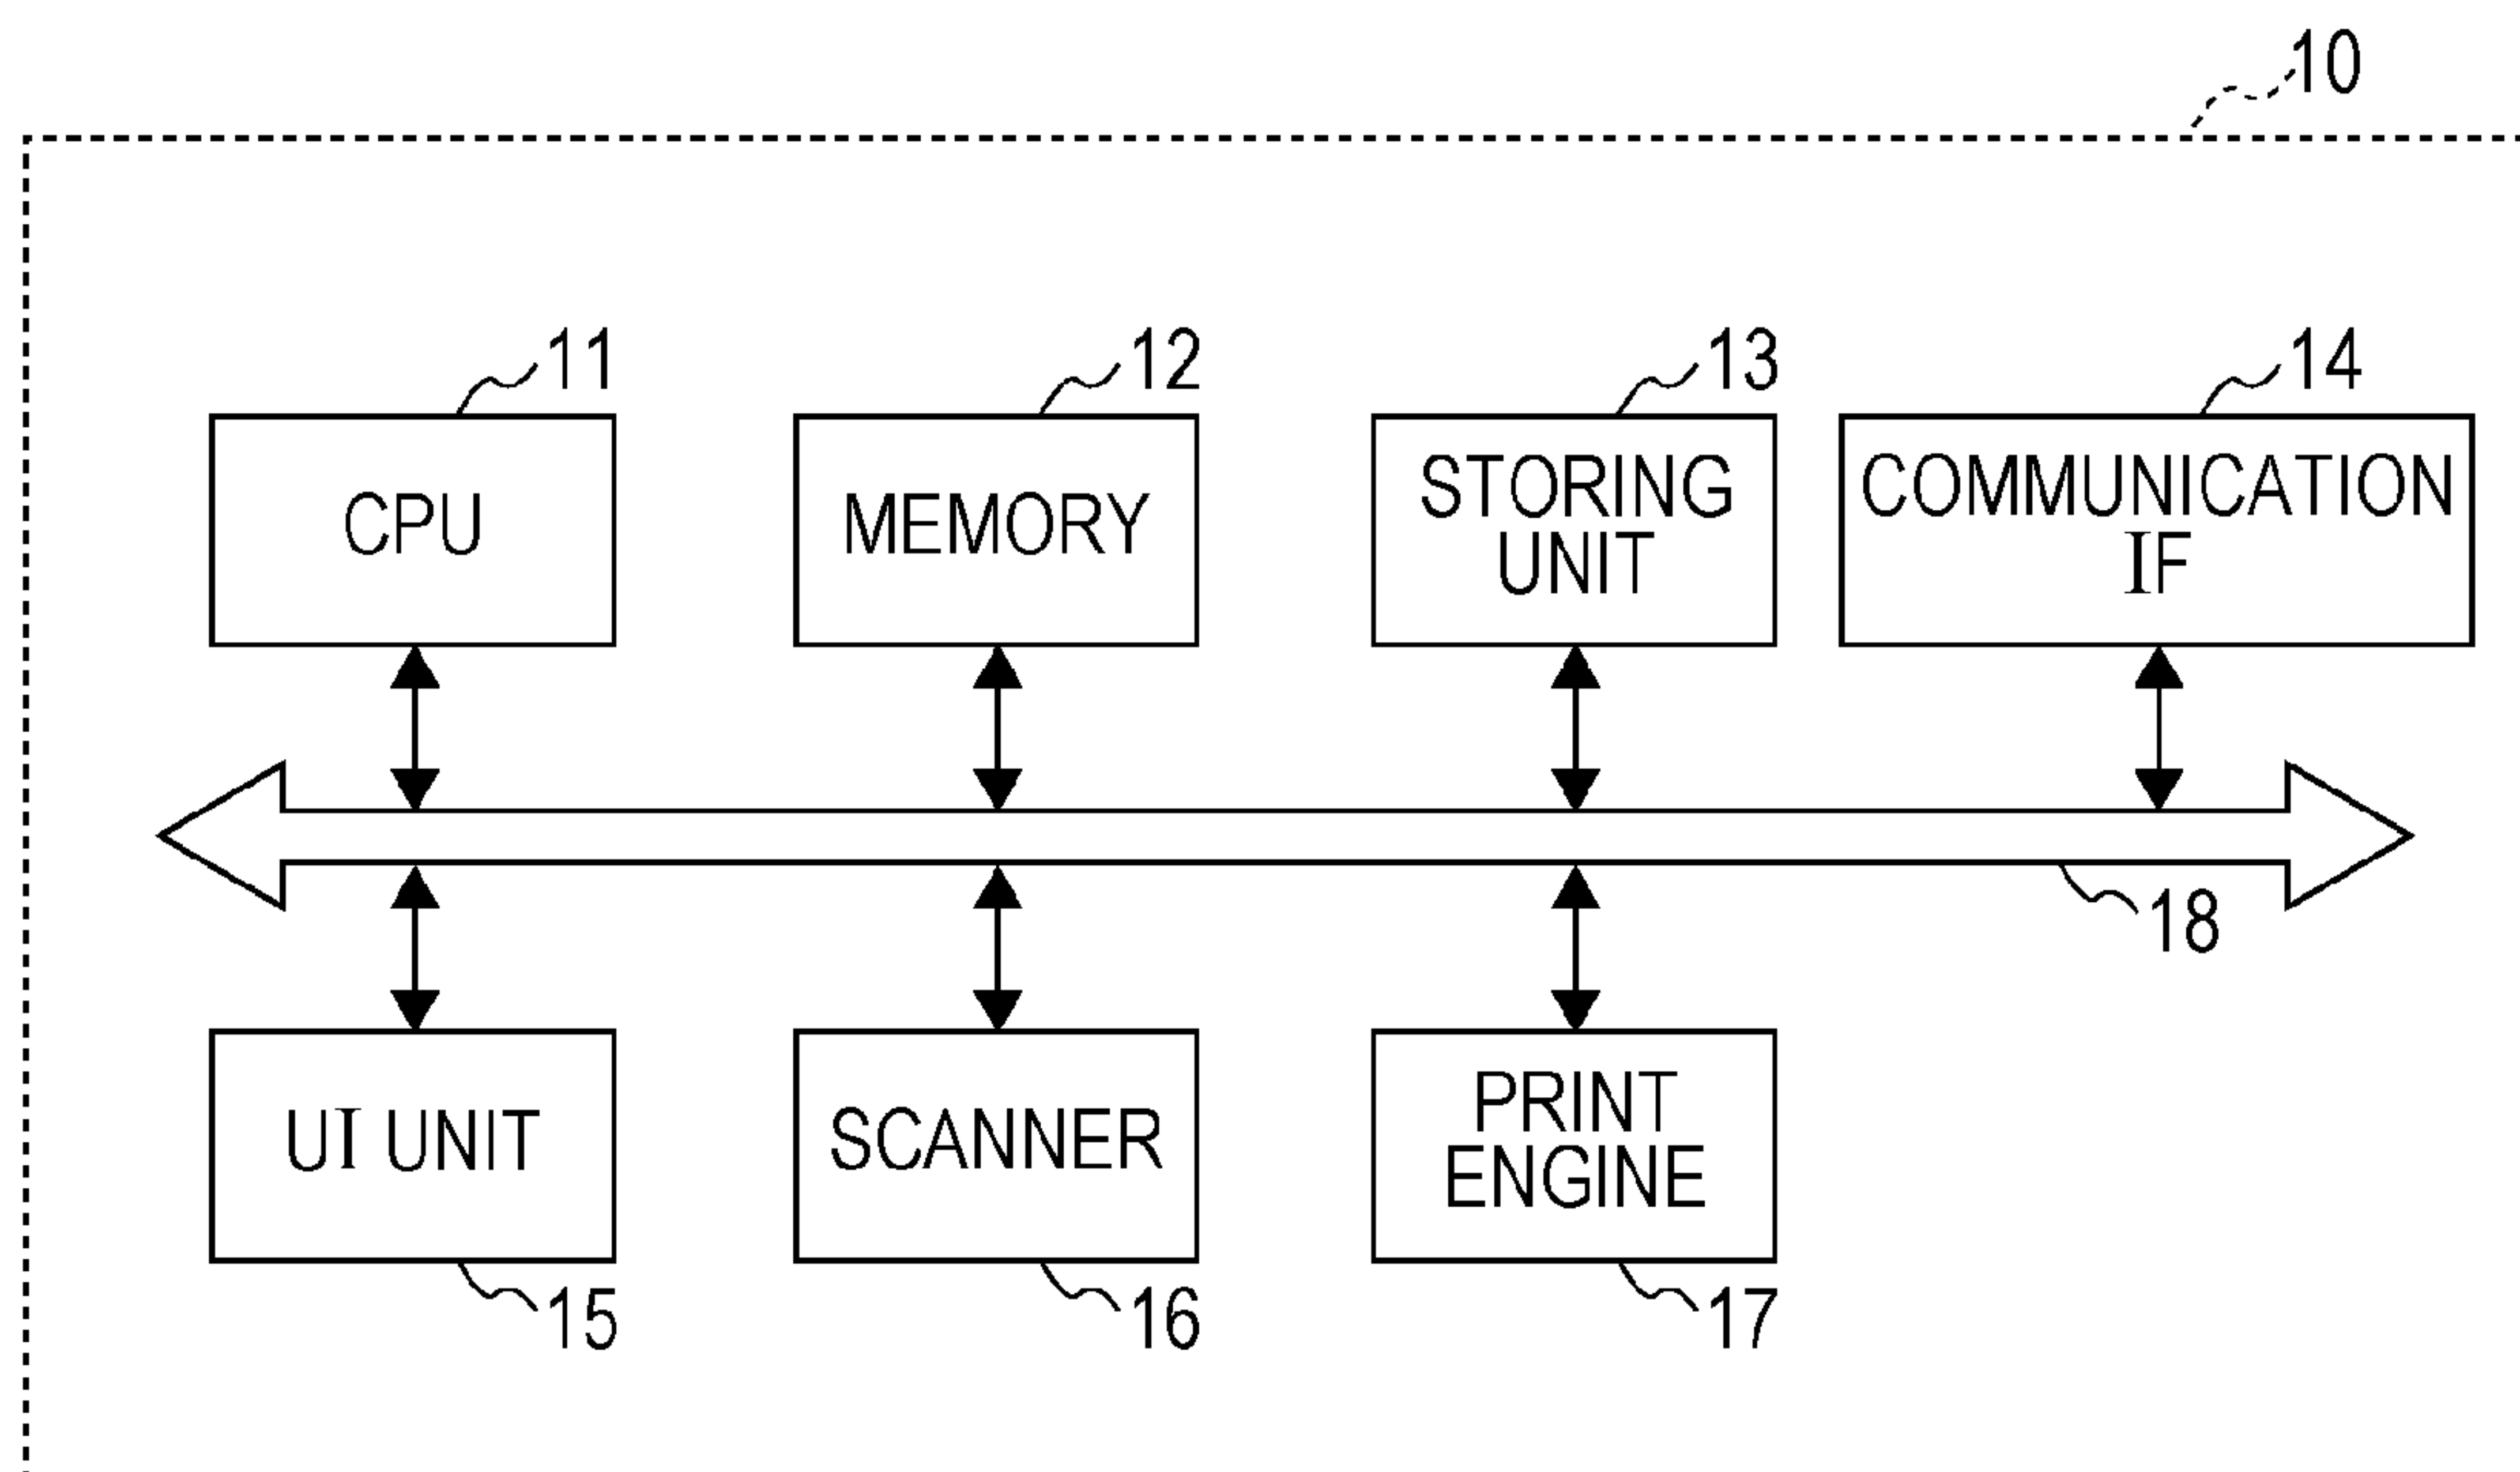 10
11
12
13
14
CPU
MEMORY
STORING
UNIT
COMMUNICATION
IF
18
UI UNIT
SCANNER
PRINT
ENGINE
15
16
17